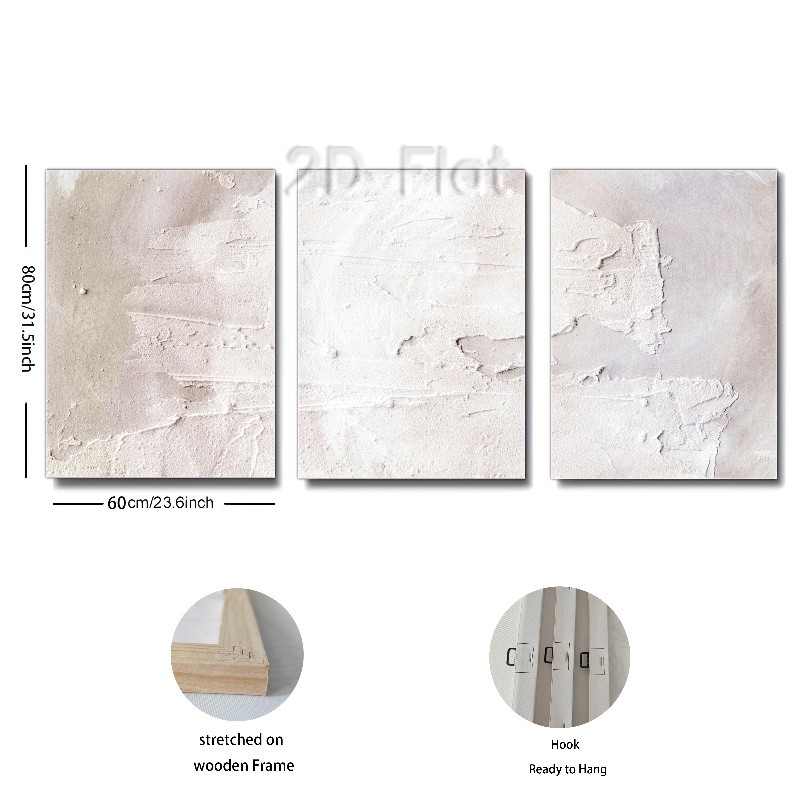 2D Flat
80cm/31.5inch
60cm/23.6inch
stretched on
wooden Frame
Hook
Ready to Hang